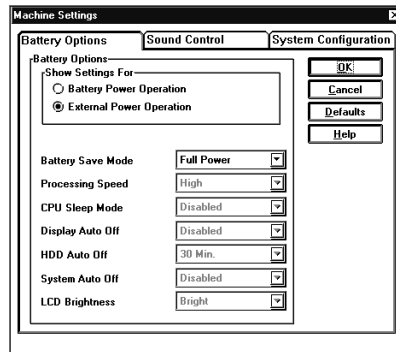 Machine Settings
Battery Options Sound Control System Configuration
Battery Options
Show Settings For
Battery Power Operation
External Power Operation
OK
Cancel
Defaults
Help
Battery Save Mode Full Power
Processing Speed High
CPU Sleep Mode Disabled
Display Auto Off Disabled
HDD Auto Off 30 Min.
System Auto Off Disabled
LCD Brightness Bright